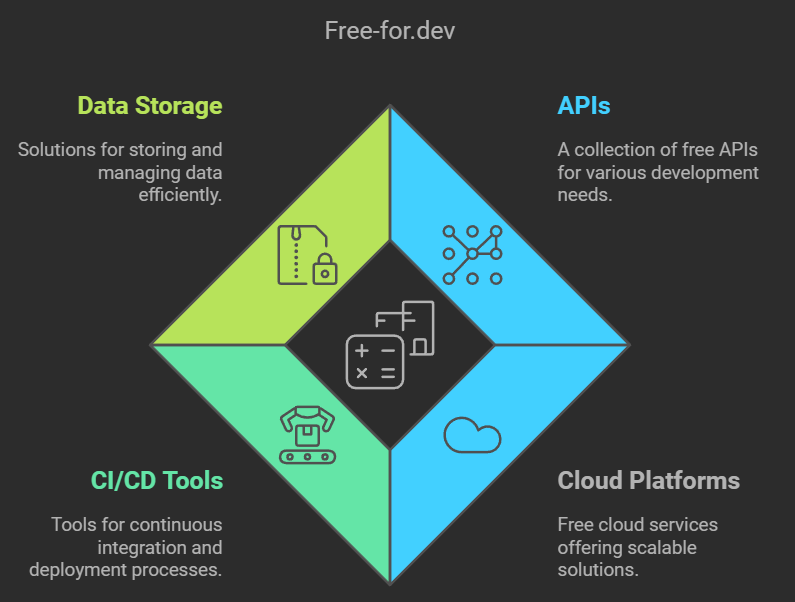 Free-for.dev
Data Storage
Solutions for storing and
managing data
efficiently.
APIs
A collection of free APIs
for various development
needs.
CI/CD Tools
Tools for continuous
integration and
deployment processes.
Cloud Platforms
Free cloud services
offering scalable
solutions.